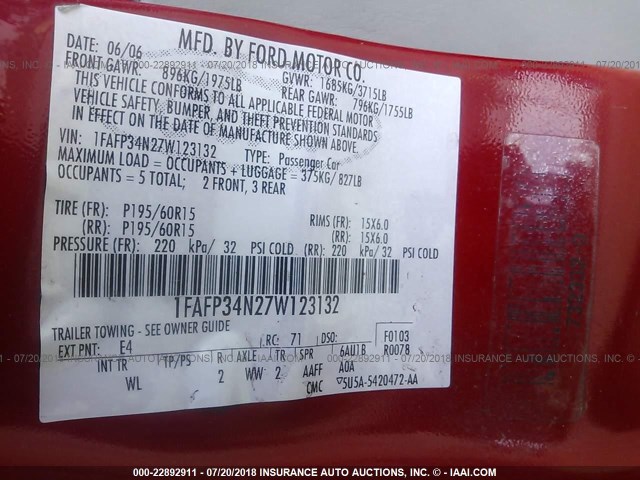 MFD. BY FORD MOTOR CO.
DATE: 06/06
FRONT GAWR: 896KG/1975LB
GVWR: 1685KG/3715LB
REAR GAWR: 796KG/1755LB
THIS VEHICLE CONFORMS TO ALL APPLICABLE FEDERAL MOTOR
VEHICLE SAFETY, BUMPER, AND THEFT PREVENTION STANDARDS
IN EFFECT ON THE DATE OF MANUFACTURE SHOWN ABOVE.
VIN: 1FAFP34N27W123132 TYPE: Passenger Car
MAXIMUM LOAD = OCCUPANTS + LUGGAGE = 375KG/ 827LB
OCCUPANTS = 5 TOTAL; 2 FRONT, 3 REAR
TIRE (FR): P195/60R15 RIMS (FR): 15X6.0
(RR): P195/60R15 (RR): 15X6.0
PRESSURE (FR): 220 kPa/ 32 PSI COLD (RR): 220 kPa/ 32 PSI COLD
1FAFP34N27W123132
TRAILER TOWING - SEE OWNER GUIDE
EXT PNT: E4 RC: 71 DSO: F0103
R0078
INT TR TP/PS R AXLE TR SPR 6AU1B
WL 2 WW 2 AAFF A0A
CMC 5U5A-5420472-AA
000-22892911 - 07/20/2018 INSURANCE AUTO AUCTIONS - © - IAAI.COM